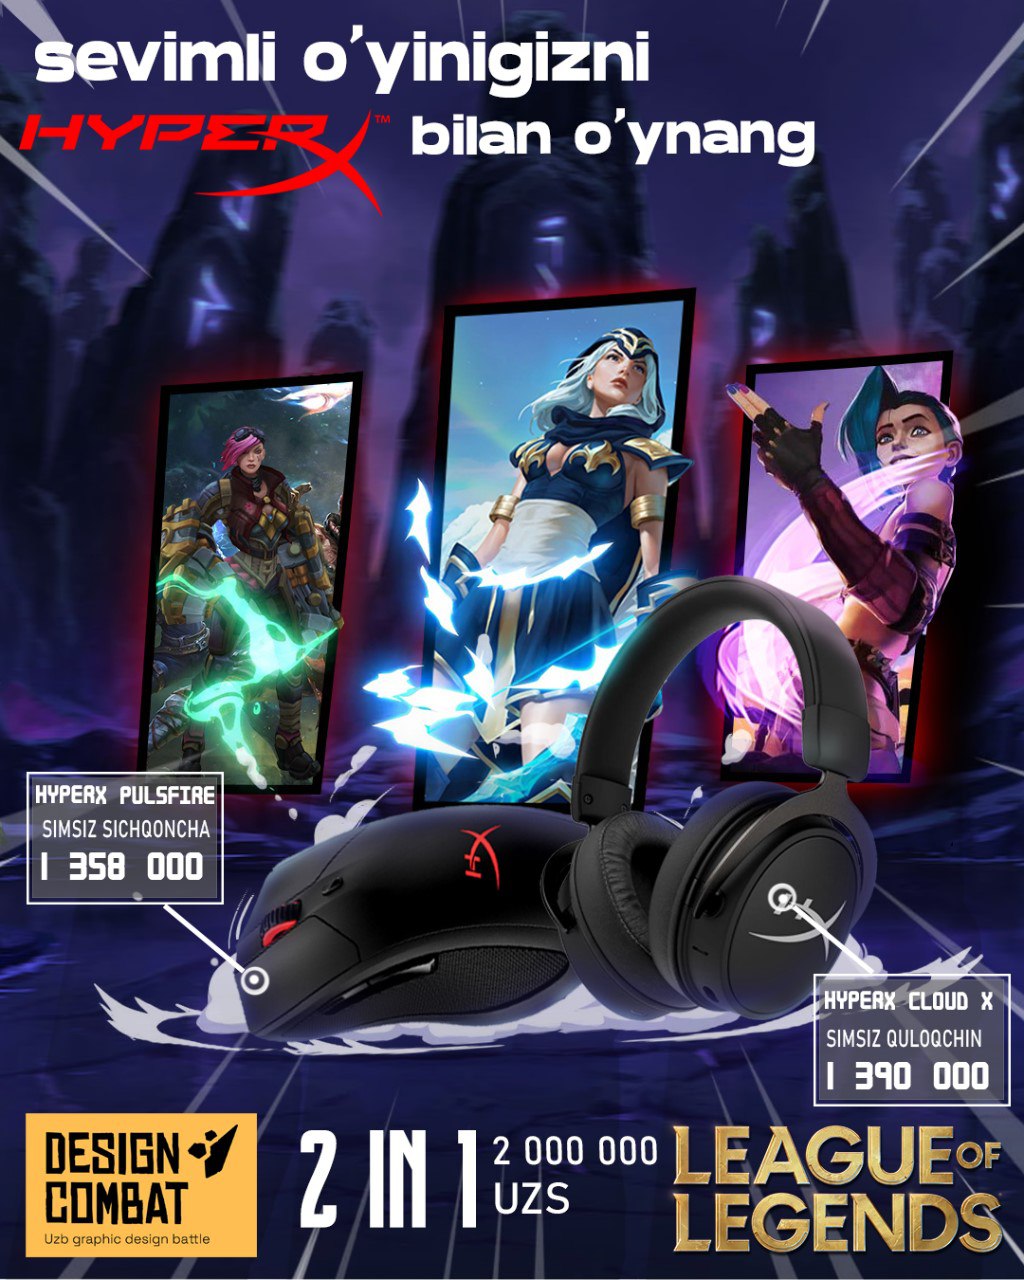 sevimli o'yinigizni
HYPERX™ bilan o'ynang
HYPERX PULSFIRE
SIMSIZ SICHQONCHA
1 358 000
HYPERX CLOUD X
SIMSIZ QULOQCHIN
1 390 000
DESIGN
COMBAT
Uzb graphic design battle
2 IN 1
2 000 000
UZS
LEAGUE OF
LEGENDS